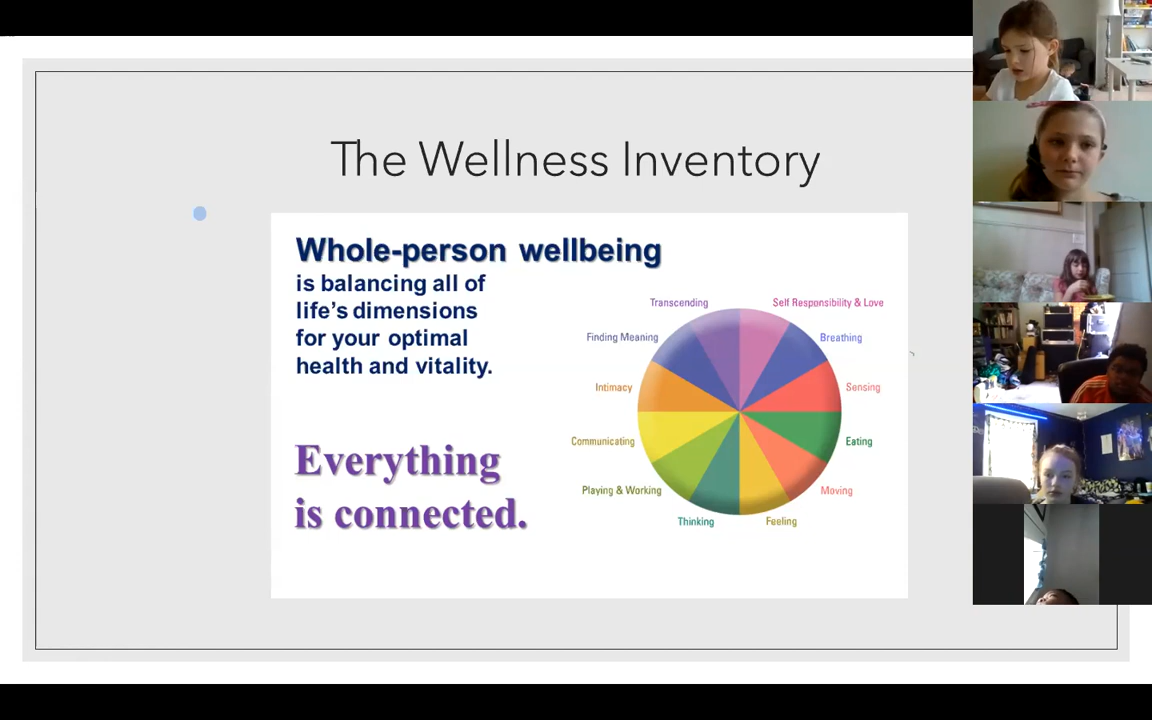 The Wellness Inventory
Whole-person wellbeing
is balancing all of
life's dimensions
for your optimal
health and vitality.
Everything
is connected.
Transcending
Self Responsibility & Love
Finding Meaning
Breathing
Intimacy
Sensing
Communicating
Eating
Playing & Working
Moving
Thinking
Feeling